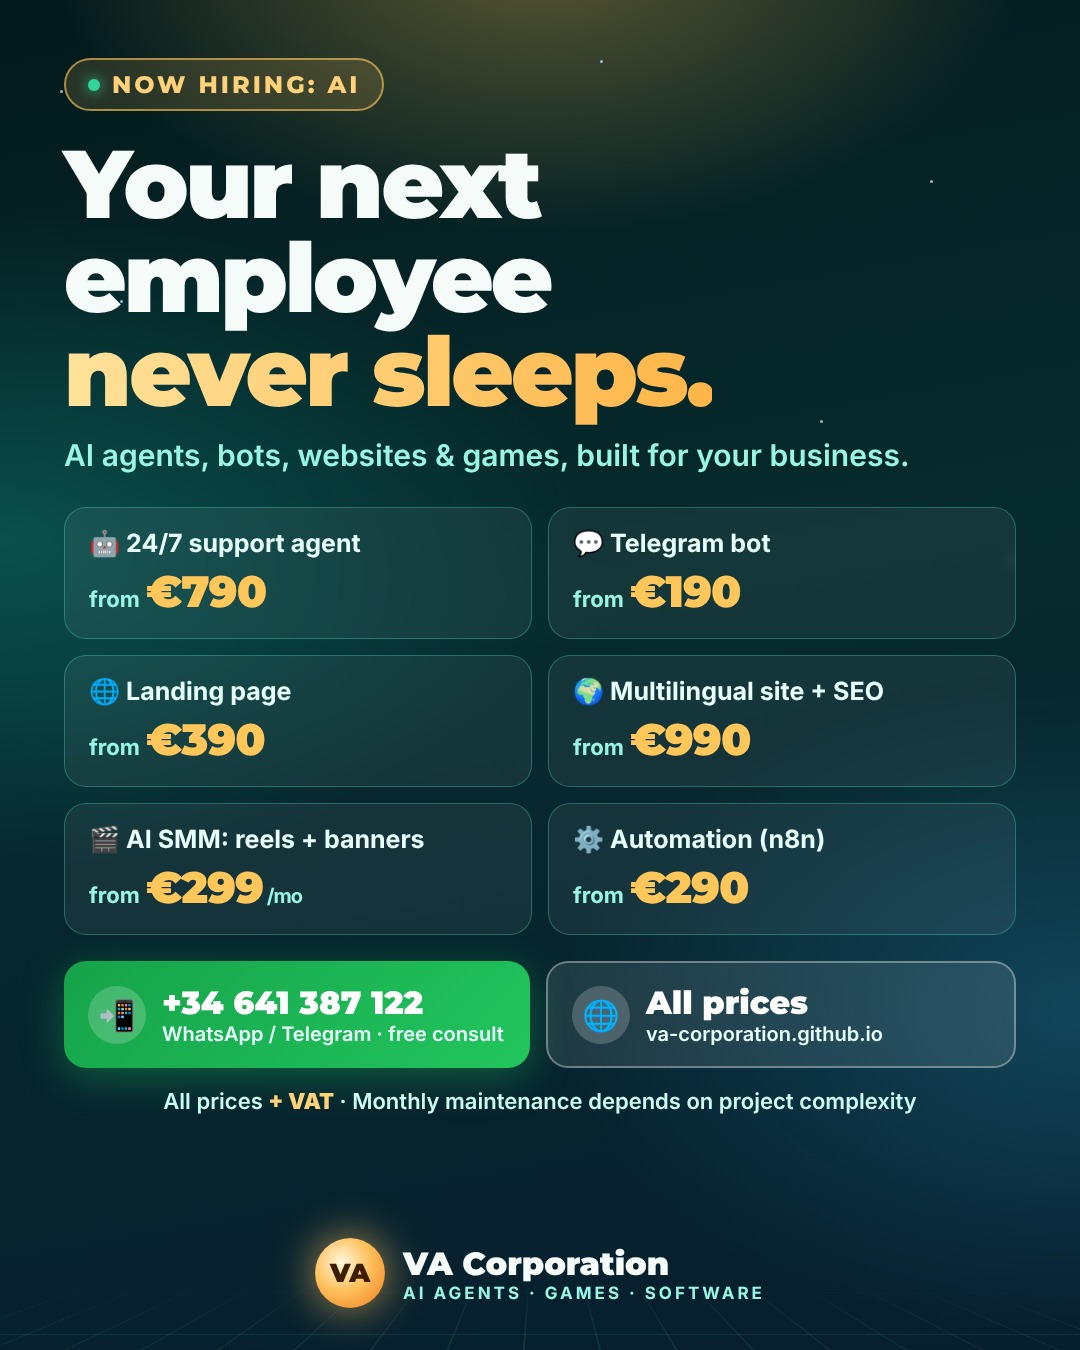 NOW HIRING: AI
Your next
employee
never sleeps.
AI agents, bots, websites & games, built for your business.
🤖 24/7 support agent
from €790
💬 Telegram bot
from €190
🌐 Landing page
from €390
🌍 Multilingual site + SEO
from €990
🎬 AI SMM: reels + banners
from €299 /mo
⚙️ Automation (n8n)
from €290
+34 641 387 122
WhatsApp / Telegram · free consult
All prices
va-corporation.github.io
All prices + VAT · Monthly maintenance depends on project complexity
VA
VA Corporation
AI AGENTS · GAMES · SOFTWARE